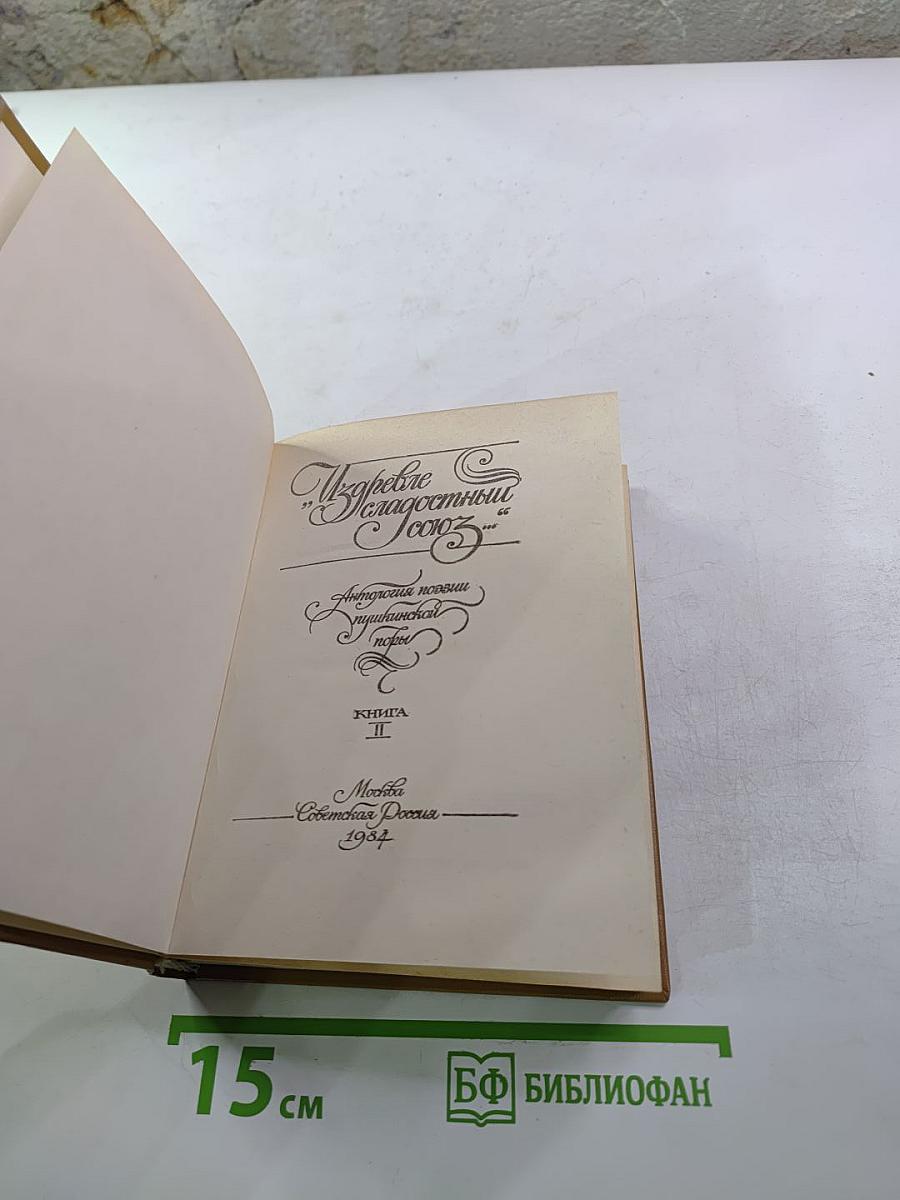 „Издревле
сладостный
союз..."
Антология поэзии
пушкинской
поры
КНИГА
II
Москва
Советская Россия
1984
15 см
БФ БИБЛИОФАН